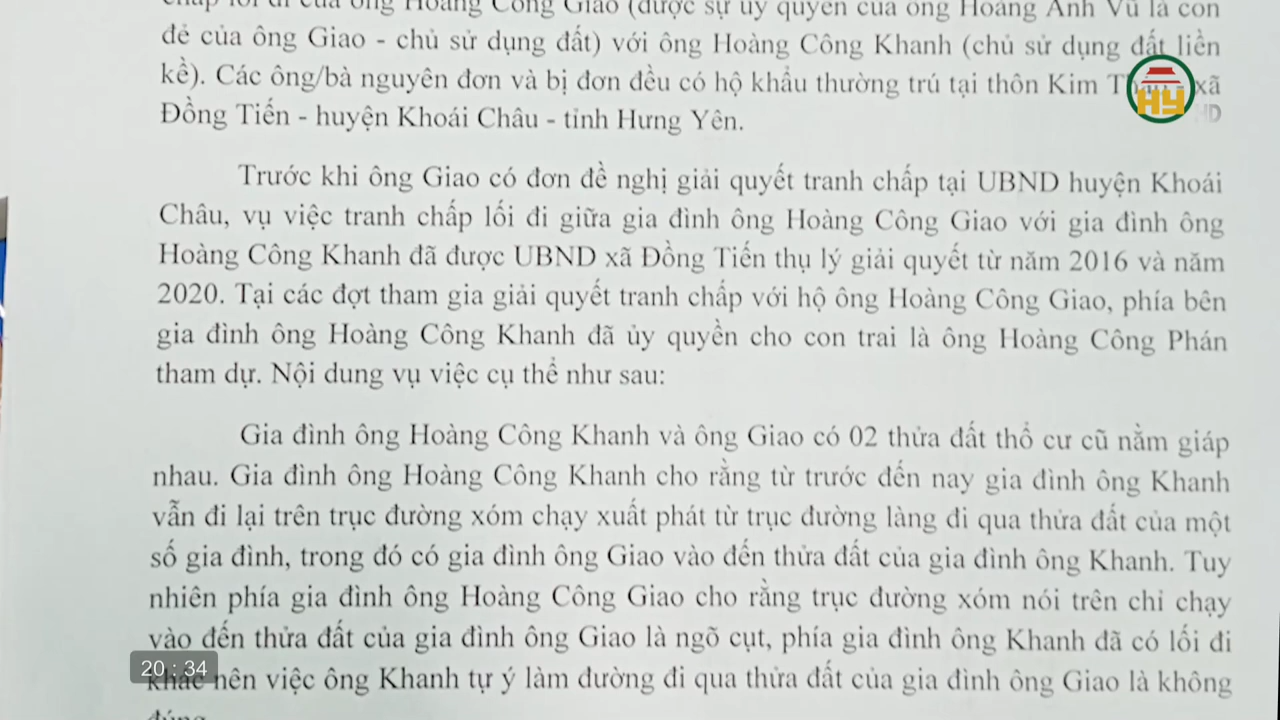 chấp lối đi của ông Hoàng Công Giao (được sự ủy quyền của ông Hoàng Anh Vũ là con
đẻ của ông Giao - chủ sử dụng đất) với ông Hoàng Công Khanh (chủ sử dụng đất liền
kề). Các ông/bà nguyên đơn và bị đơn đều có hộ khẩu thường trú tại thôn Kim - xã
HY
HD
Đồng Tiến - huyện Khoái Châu - tỉnh Hưng Yên.
Trước khi ông Giao có đơn đề nghị giải quyết tranh chấp tại UBND huyện Khoái
Châu, vụ việc tranh chấp lối đi giữa gia đình ông Hoàng Công Giao với gia đình ông
Hoàng Công Khanh đã được UBND xã Đồng Tiến thụ lý giải quyết từ năm 2016 và năm
2020. Tại các đợt tham gia giải quyết tranh chấp với hộ ông Hoàng Công Giao, phía bên
gia đình ông Hoàng Công Khanh đã ủy quyền cho con trai là ông Hoàng Công Phán
tham dự. Nội dung vụ việc cụ thể như sau:
Gia đình ông Hoàng Công Khanh và ông Giao có 02 thửa đất thổ cư cũ nằm giáp
nhau. Gia đình ông Hoàng Công Khanh cho rằng từ trước đến nay gia đình ông Khanh
vẫn đi lại trên trục đường xóm chạy xuất phát từ trục đường làng đi qua thửa đất của một
số gia đình, trong đó có gia đình ông Giao vào đến thửa đất của gia đình ông Khanh. Tuy
nhiên phía gia đình ông Hoàng Công Giao cho rằng trục đường xóm nói trên chỉ chạy
vào đến thửa đất của gia đình ông Giao là ngõ cụt, phía gia đình ông Khanh đã có lối đi
20 : 34
khác nên việc ông Khanh tự ý làm đường đi qua thửa đất của gia đình ông Giao là không